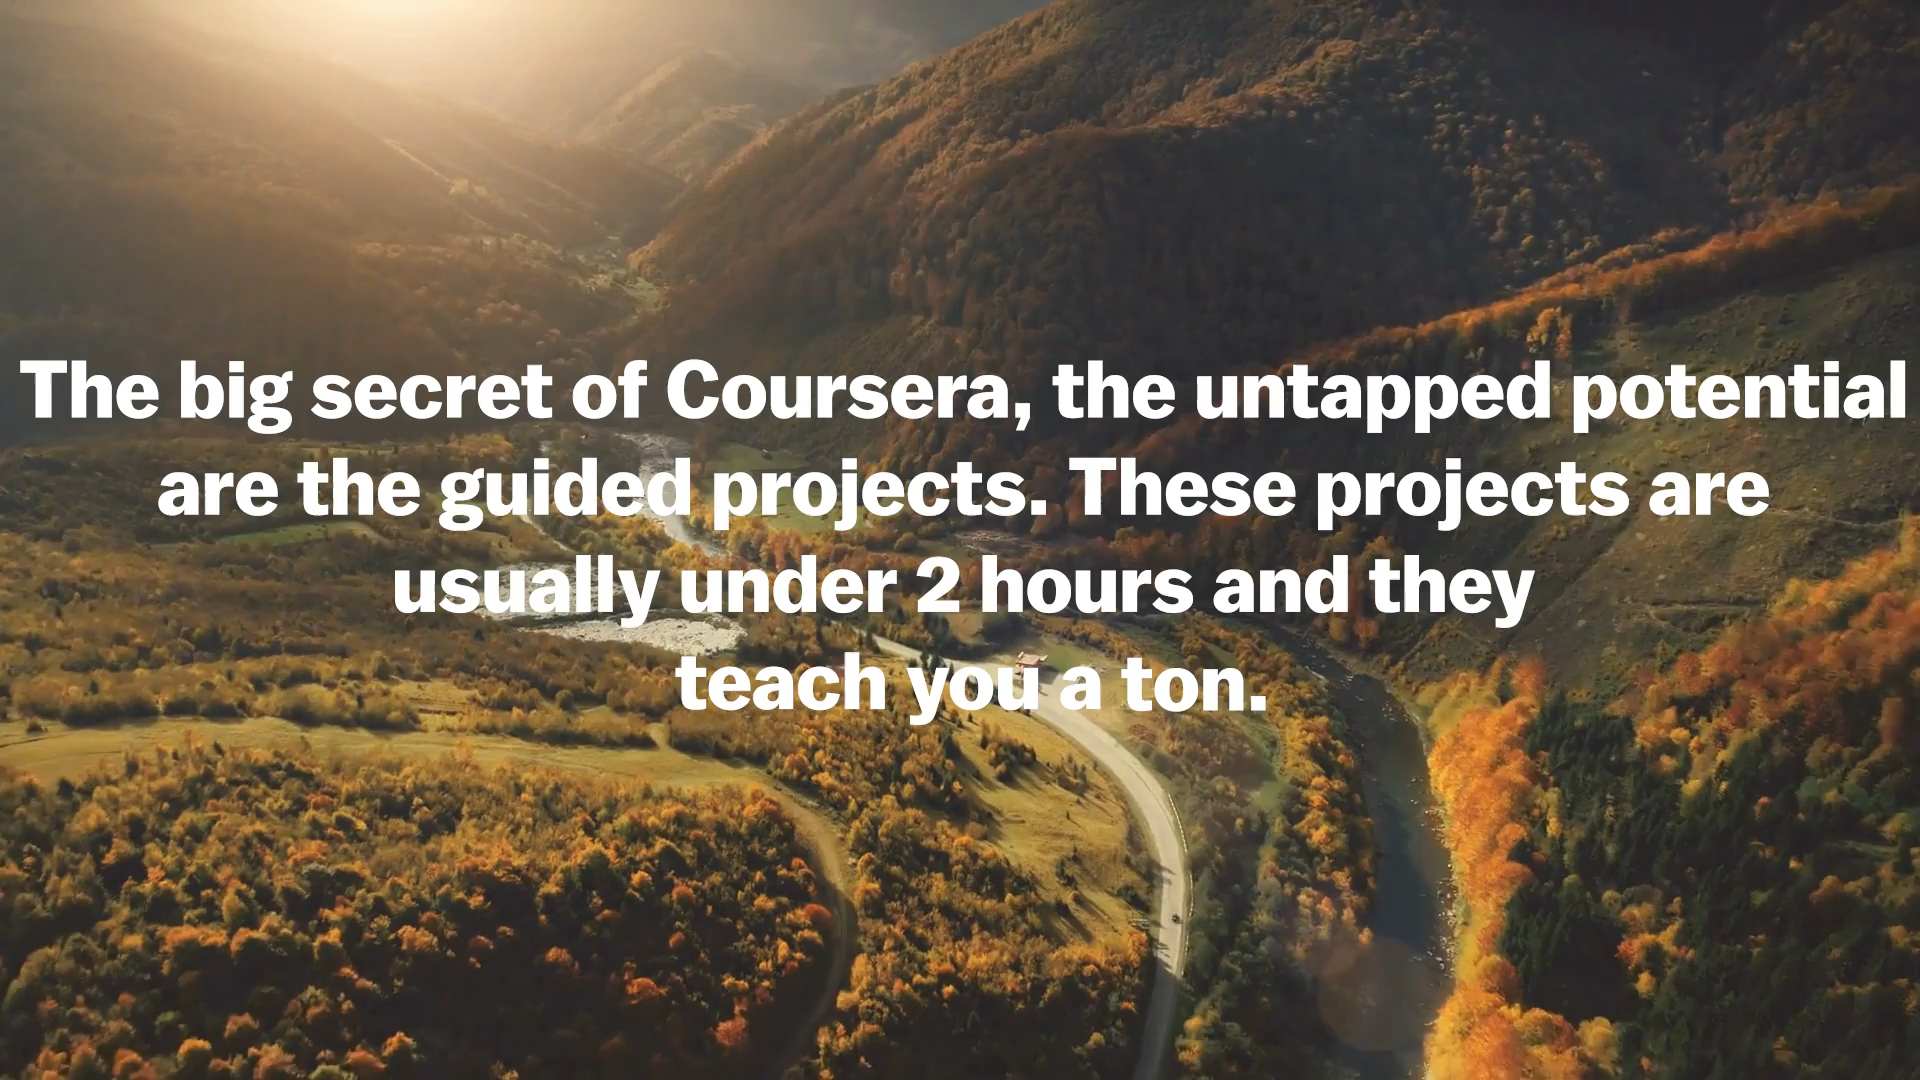 The big secret of Coursera, the untapped potential
are the guided projects. These projects are
usually under 2 hours and they
teach you a ton.